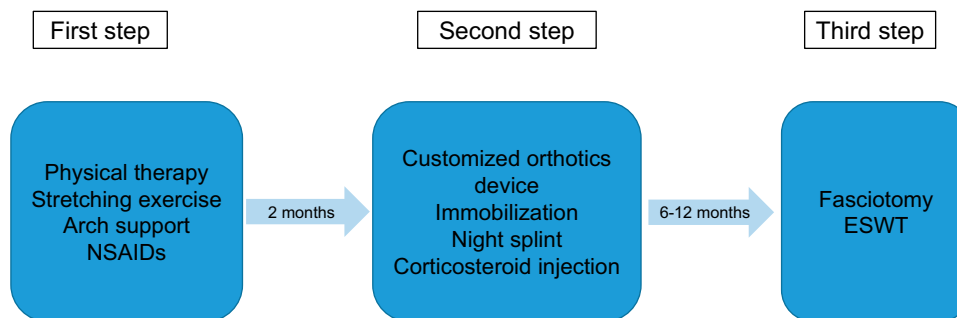 First step
Second step
Third step
Physical therapy
Stretching exercise
Arch support
NSAIDs
2 months
Customized orthotics
device
Immobilization
Night splint
Corticosteroid injection
6-12 months
Fasciotomy
ESWT